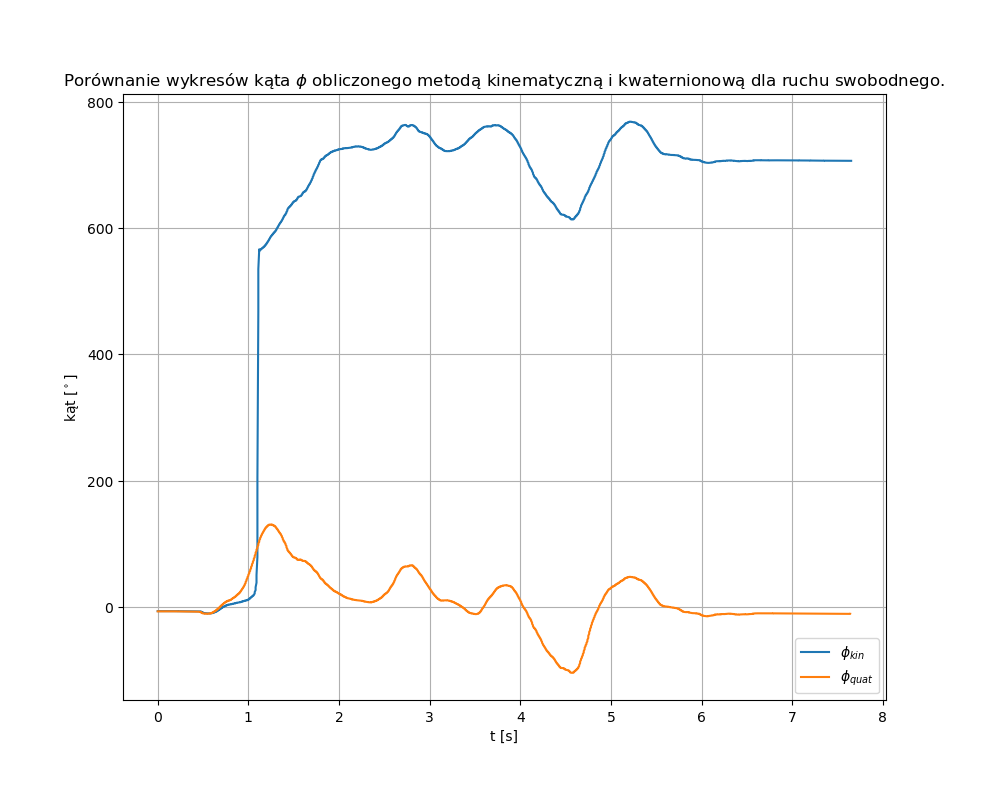 Porównanie wykresów kąta ϕ obliczonego metodą kinematyczną i kwaternionową dla ruchu swobodnego.
800
600
400
200
0
kąt [°]
0 1 2 3 4 5 6 7 8
t [s]
ϕkin
ϕquat